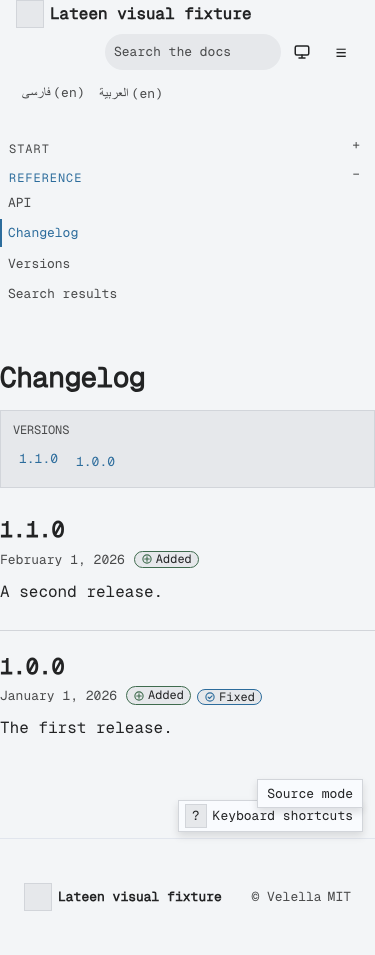 Lateen visual fixture
Search the docs
فارسی (en) العربية (en)
START +
REFERENCE −
API
Changelog
Versions
Search results
Changelog
VERSIONS
1.1.0 1.0.0
1.1.0
February 1, 2026 Added
A second release.
1.0.0
January 1, 2026 Added Fixed
The first release.
Source mode
? Keyboard shortcuts
Lateen visual fixture © Velella MIT